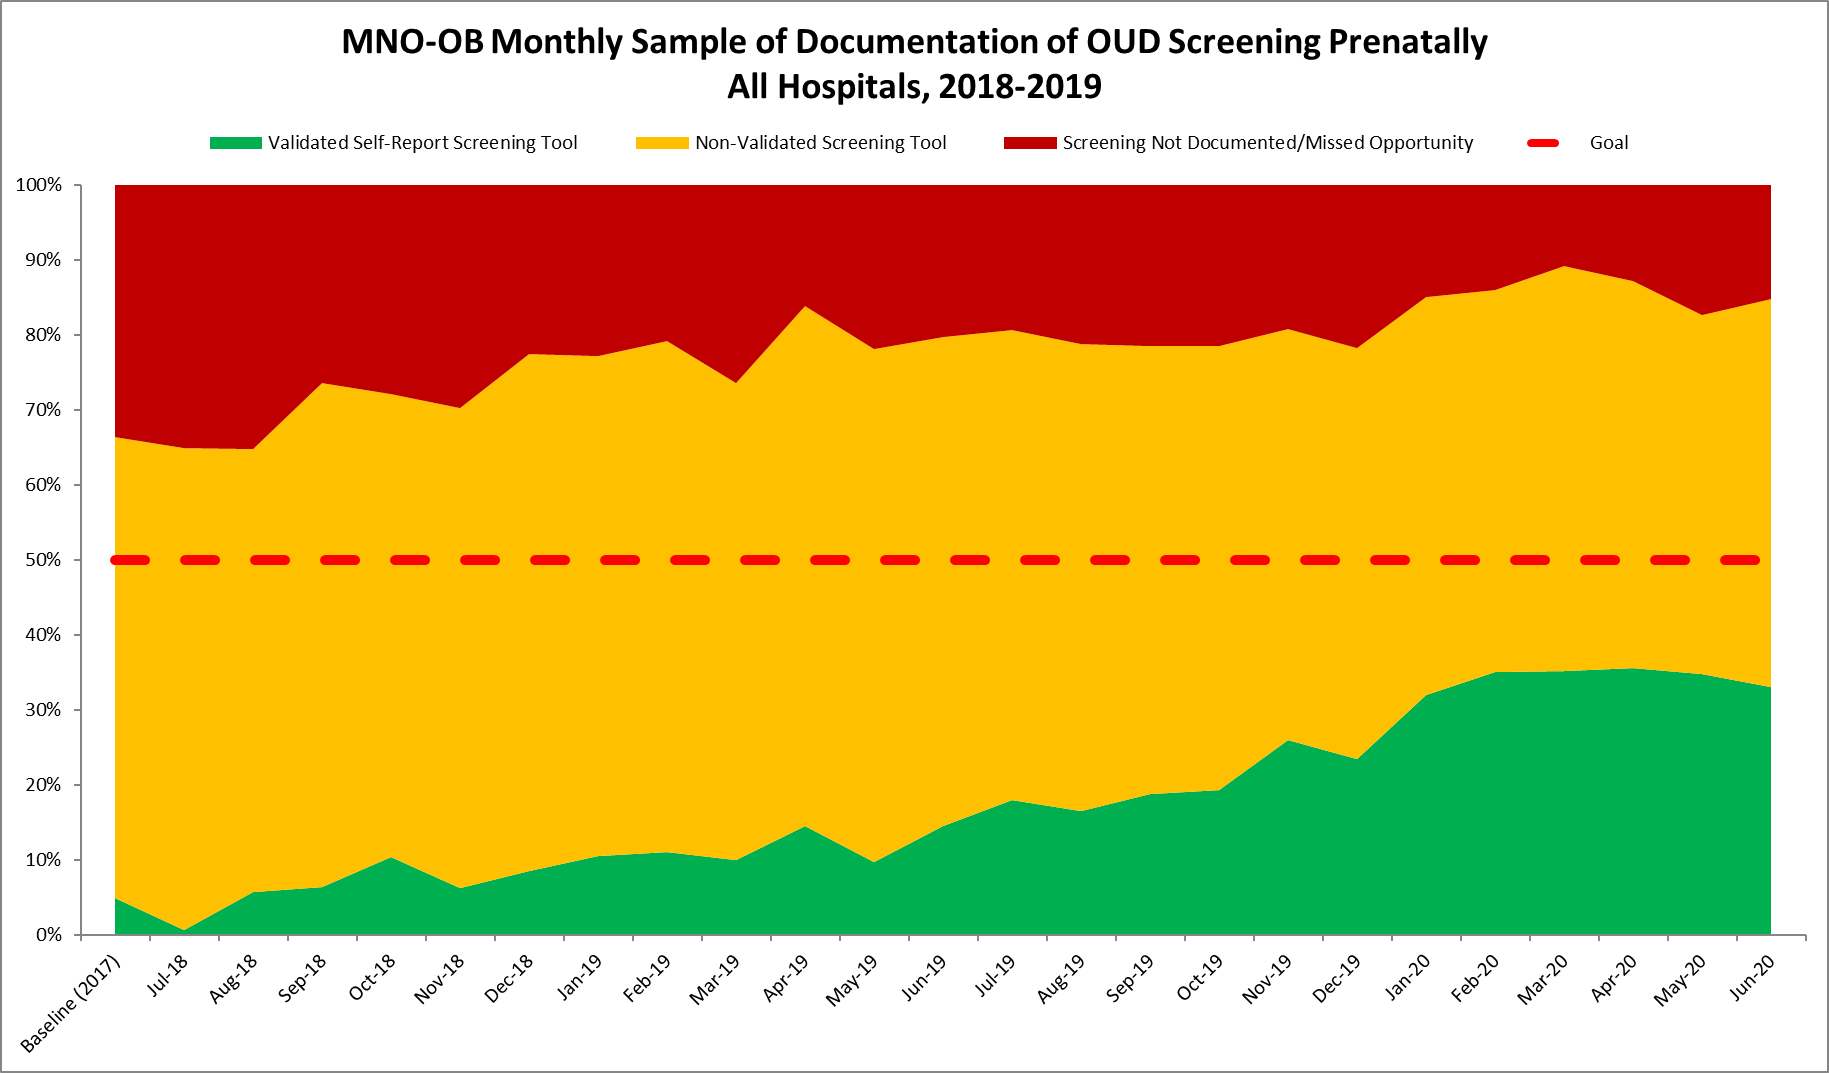 MNO-OB Monthly Sample of Documentation of OUD Screening Prenatally
All Hospitals, 2018-2019
Validated Self-Report Screening Tool
Non-Validated Screening Tool
Screening Not Documented/Missed Opportunity
Goal
100%
90%
80%
70%
60%
50%
40%
30%
20%
10%
0%
Baseline (2017)
Jul-18
Aug-18
Sep-18
Oct-18
Nov-18
Dec-18
Jan-19
Feb-19
Mar-19
Apr-19
May-19
Jun-19
Jul-19
Aug-19
Sep-19
Oct-19
Nov-19
Dec-19
Jan-20
Feb-20
Mar-20
Apr-20
May-20
Jun-20